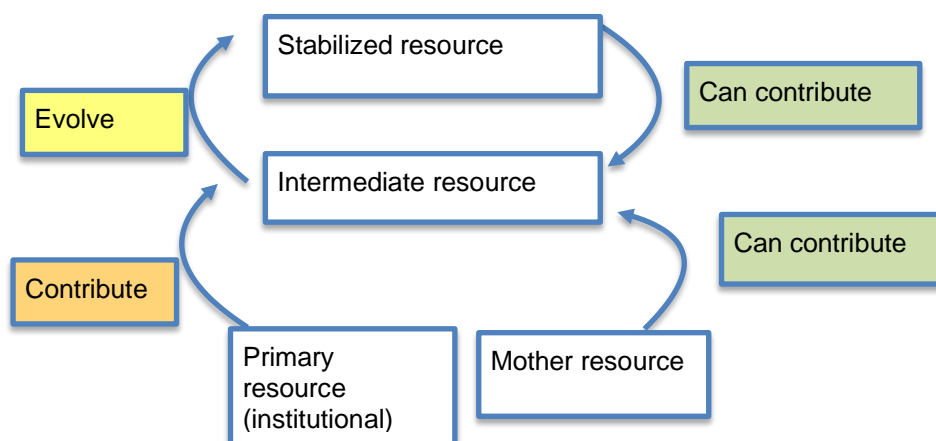 Stabilized resource
Can contribute
Evolve
Intermediate resource
Can contribute
Contribute
Primary
resource
(institutional)
Mother resource